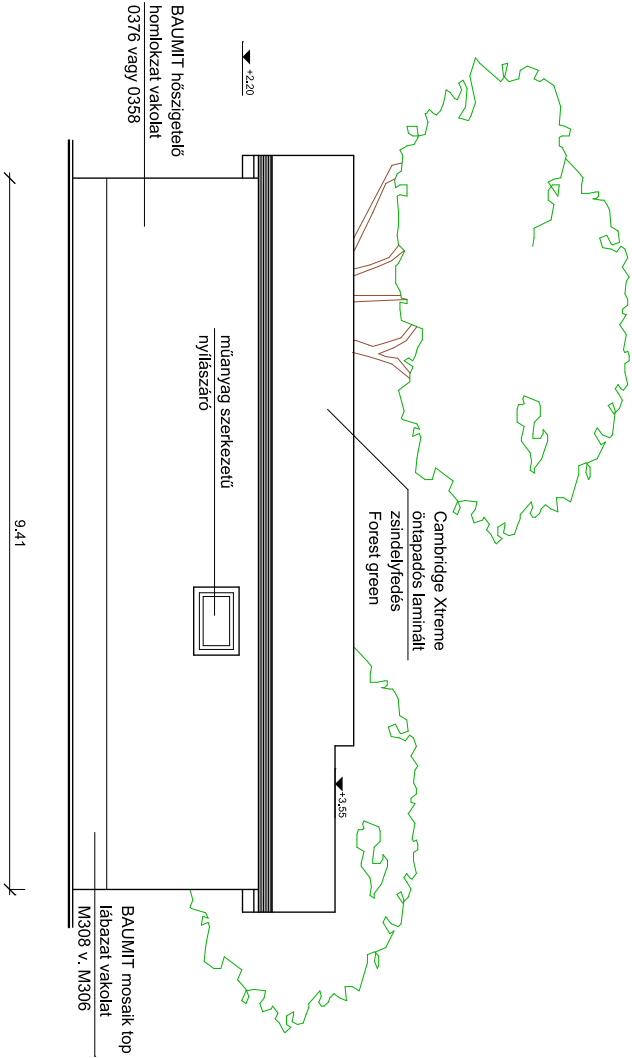 Cambridge Xtreme
öntapadós laminált
zsindelyfedés
Forest green
+3.55
+2.20
BAUMIT hőszigetelő
homlokzat vakolat
0376 vagy 0358
műanyag szerkezetű
nyílászáró
BAUMIT mosaik top
lábazat vakolat
M308 v. M306
9.41